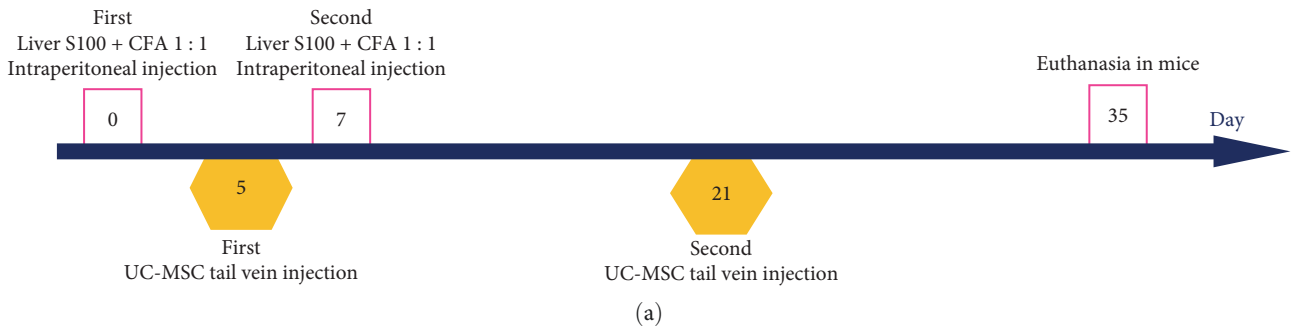 First
Liver S100 + CFA 1 : 1
Intraperitoneal injection
Second
Liver S100 + CFA 1 : 1
Intraperitoneal injection
Euthanasia in mice
0
7
35
Day
5
21
First
UC-MSC tail vein injection
Second
UC-MSC tail vein injection
(a)